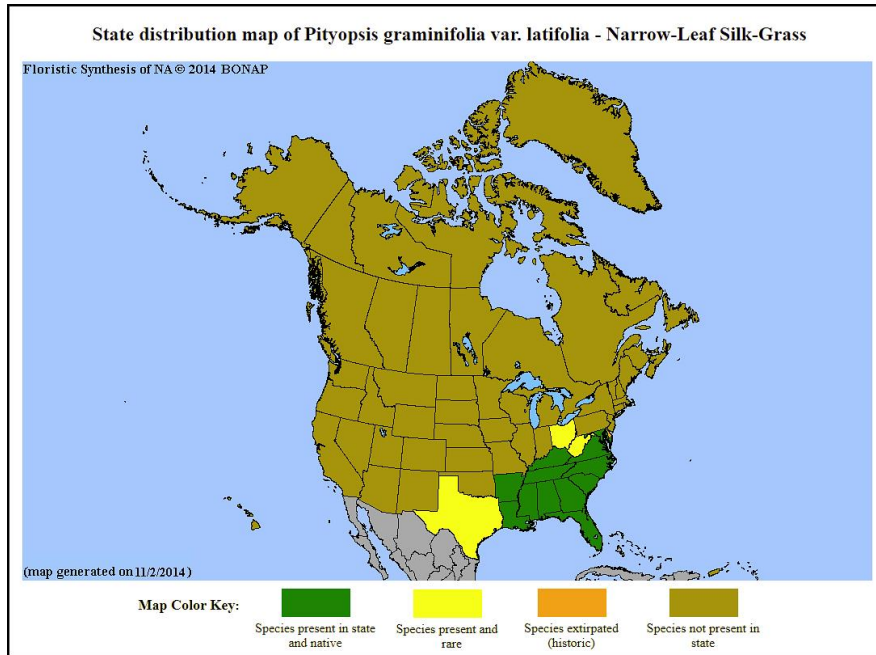 State distribution map of Pityopsis graminifolia var. latifolia - Narrow-Leaf Silk-Grass
Floristic Synthesis of NA © 2014 BONAP
(map generated on 11/2/2014 )
Map Color Key:
Species present in state
and native
Species present and
rare
Species extirpated
(historic)
Species not present in
state